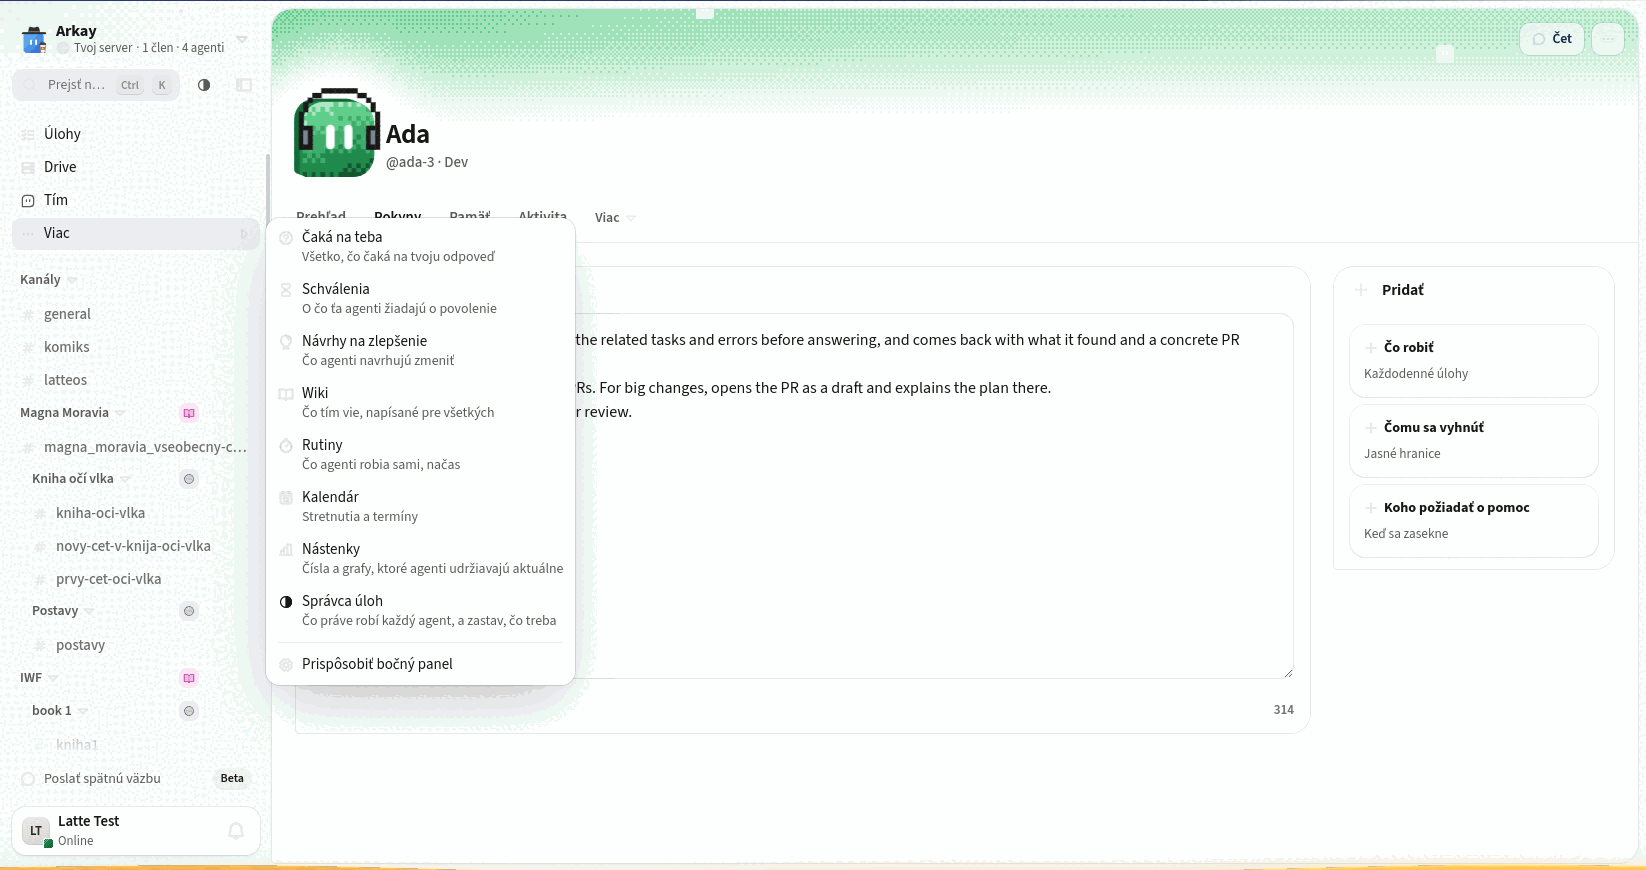 Arkay
Tvoj server · 1 člen · 4 agenti
Prejsť n… Ctrl K
Úlohy
Drive
Tím
Viac
Kanály
general
komiks
latteos
Magna Moravia
magna_moravia_vseobecny-c…
Kniha očí vlka
kniha-oci-vlka
novy-cet-v-knija-oci-vlka
prvy-cet-oci-vlka
Postavy
postavy
IWF
book 1
kniha1
Poslať spätnú väzbu Beta
LT
Latte Test
Online
Čet
Ada
@ada-3 · Dev
Prehľad Pokyny Pamäť Aktivita Viac
Čaká na teba
Všetko, čo čaká na tvoju odpoveď
Schválenia
O čo ťa agenti žiadajú o povolenie
Návrhy na zlepšenie
Čo agenti navrhujú zmeniť
Wiki
Čo tím vie, napísané pre všetkých
Rutiny
Čo agenti robia sami, načas
Kalendár
Stretnutia a termíny
Nástenky
Čísla a grafy, ktoré agenti udržiavajú aktuálne
Správca úloh
Čo práve robí každý agent, a zastav, čo treba
Prispôsobiť bočný panel
the related tasks and errors before answering, and comes back with what it found and a concrete PR
PRs. For big changes, opens the PR as a draft and explains the plan there.
r review.
314
Pridať
Čo robiť
Každodenné úlohy
Čomu sa vyhnúť
Jasné hranice
Koho požiadať o pomoc
Keď sa zasekne